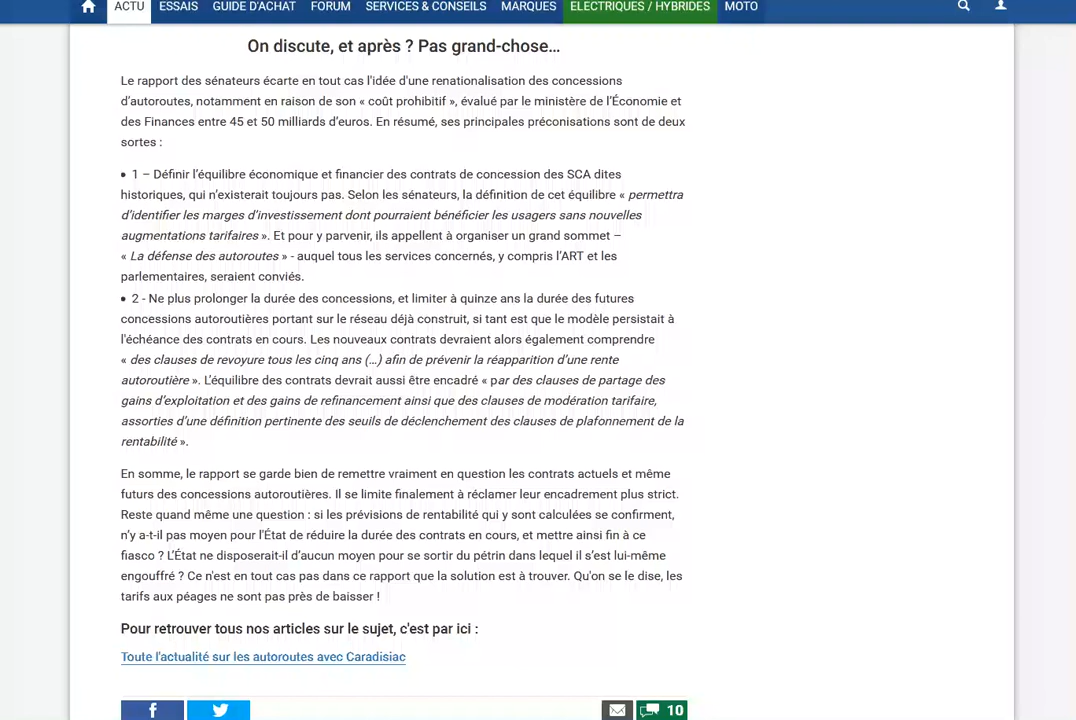 ACTU ESSAIS GUIDE D'ACHAT FORUM SERVICES & CONSEILS MARQUES ÉLECTRIQUES / HYBRIDES MOTO
On discute, et après ? Pas grand-chose…
Le rapport des sénateurs écarte en tout cas l'idée d'une renationalisation des concessions
d’autoroutes, notamment en raison de son « coût prohibitif », évalué par le ministère de l’Économie et
des Finances entre 45 et 50 milliards d’euros. En résumé, ses principales préconisations sont de deux
sortes :
• 1 – Définir l’équilibre économique et financier des contrats de concession des SCA dites
historiques, qui n’existerait toujours pas. Selon les sénateurs, la définition de cet équilibre « permettra
d’identifier les marges d’investissement dont pourraient bénéficier les usagers sans nouvelles
augmentations tarifaires ». Et pour y parvenir, ils appellent à organiser un grand sommet –
« La défense des autoroutes » - auquel tous les services concernés, y compris l’ART et les
parlementaires, seraient conviés.
• 2 - Ne plus prolonger la durée des concessions, et limiter à quinze ans la durée des futures
concessions autoroutières portant sur le réseau déjà construit, si tant est que le modèle persistait à
l'échéance des contrats en cours. Les nouveaux contrats devraient alors également comprendre
« des clauses de revoyure tous les cinq ans (…) afin de prévenir la réapparition d’une rente
autoroutière ». L’équilibre des contrats devrait aussi être encadré « par des clauses de partage des
gains d’exploitation et des gains de refinancement ainsi que des clauses de modération tarifaire,
assorties d’une définition pertinente des seuils de déclenchement des clauses de plafonnement de la
rentabilité ».
En somme, le rapport se garde bien de remettre vraiment en question les contrats actuels et même
futurs des concessions autoroutières. Il se limite finalement à réclamer leur encadrement plus strict.
Reste quand même une question : si les prévisions de rentabilité qui y sont calculées se confirment,
n’y a-t-il pas moyen pour l'État de réduire la durée des contrats en cours, et mettre ainsi fin à ce
fiasco ? L’État ne disposerait-il d’aucun moyen pour se sortir du pétrin dans lequel il s’est lui-même
engouffré ? Ce n'est en tout cas pas dans ce rapport que la solution est à trouver. Qu'on se le dise, les
tarifs aux péages ne sont pas près de baisser !
Pour retrouver tous nos articles sur le sujet, c'est par ici :
Toute l'actualité sur les autoroutes avec Caradisiac
10